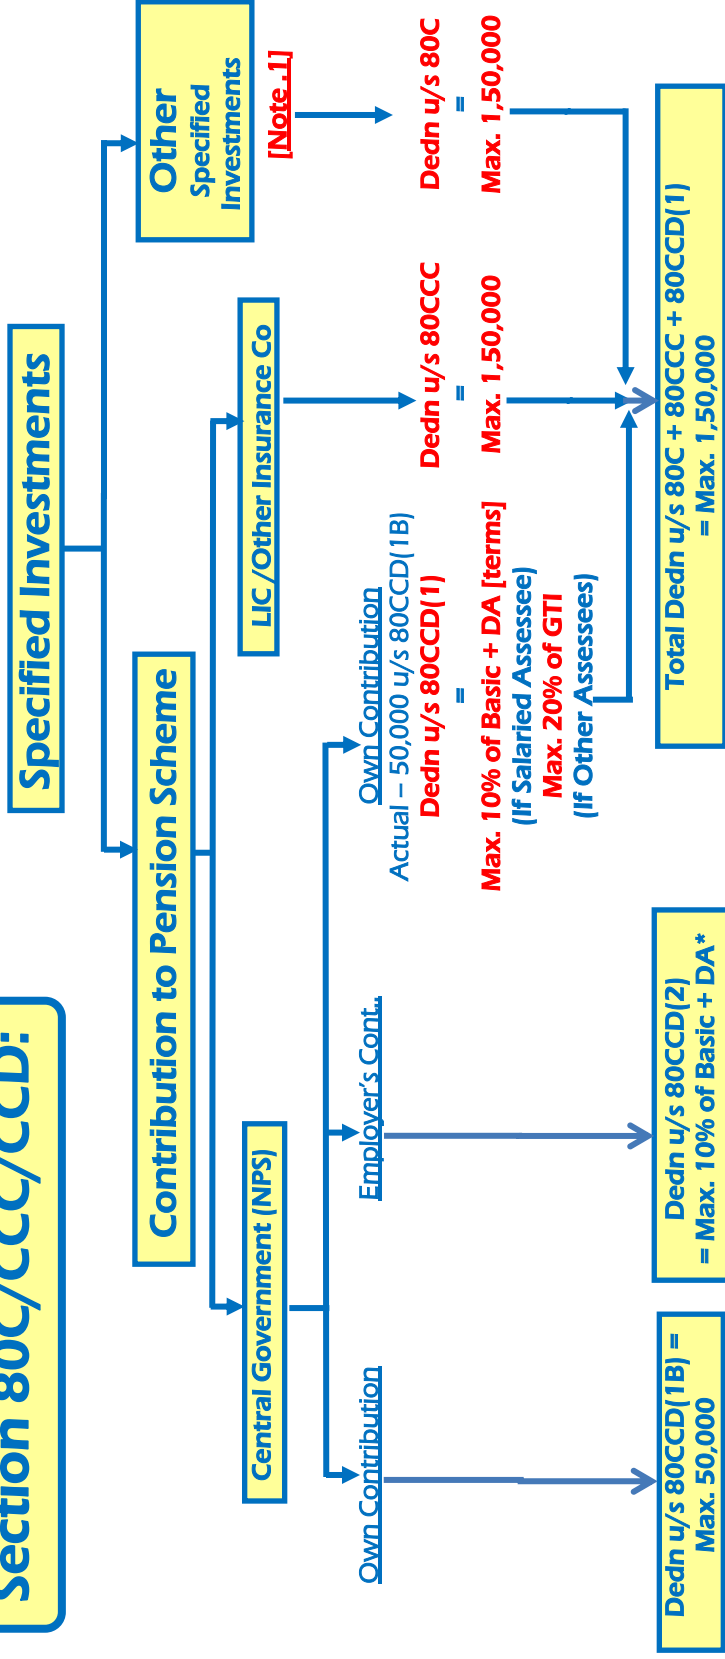 Section 80C/CCC/CCD:
Specified Investments
Contribution to Pension Scheme
Other
Specified
Investments
Central Government (NPS)
LIC /Other Insurance Co
[Note .1]
Own Contribution
Employer's Cont..
Own Contribution
Actual – 50,000 u/s 80CCD(1B)
Dedn u/s 80CCD(1)
=
Max. 10% of Basic + DA [terms]
(If Salaried Assessee)
Max. 20% of GTI
(If Other Assessees)
Dedn u/s 80CCC
=
Max. 1,50,000
Dedn u/s 80C
=
Max. 1,50,000
Dedn u/s 80CCD(1B) =
Max. 50,000
Dedn u/s 80CCD(2)
= Max. 10% of Basic + DA*
Total Dedn u/s 80C + 80CCC + 80CCD(1)
= Max. 1,50,000